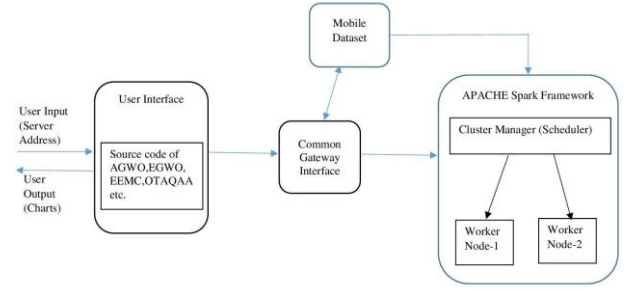 Mobile
Dataset
User Interface
APACHE Spark Framework
User Input
(Server
Address)
Cluster Manager (Scheduler)
Source code of
AGWO,EGWO,
EEMC,OTAQAA
etc.
Common
Gateway
Interface
User
Output
(Charts)
Worker
Node-1
Worker
Node-2